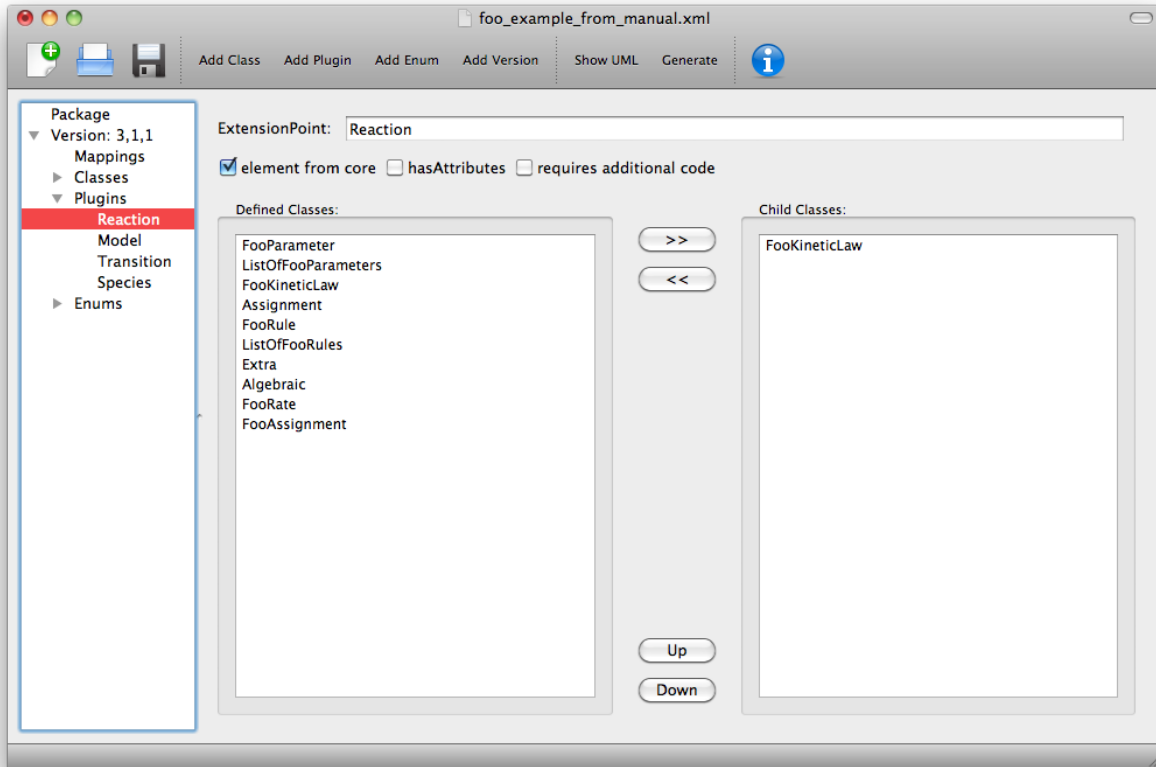 foo_example_from_manual.xml
Add Class Add Plugin Add Enum Add Version Show UML Generate
Package
Version: 3,1,1
Mappings
Classes
Plugins
Reaction
Model
Transition
Species
Enums
ExtensionPoint: Reaction
element from core hasAttributes requires additional code
Defined Classes:
FooParameter
ListOfFooParameters
FooKineticLaw
Assignment
FooRule
ListOfFooRules
Extra
Algebraic
FooRate
FooAssignment
>>
<<
Up
Down
Child Classes:
FooKineticLaw